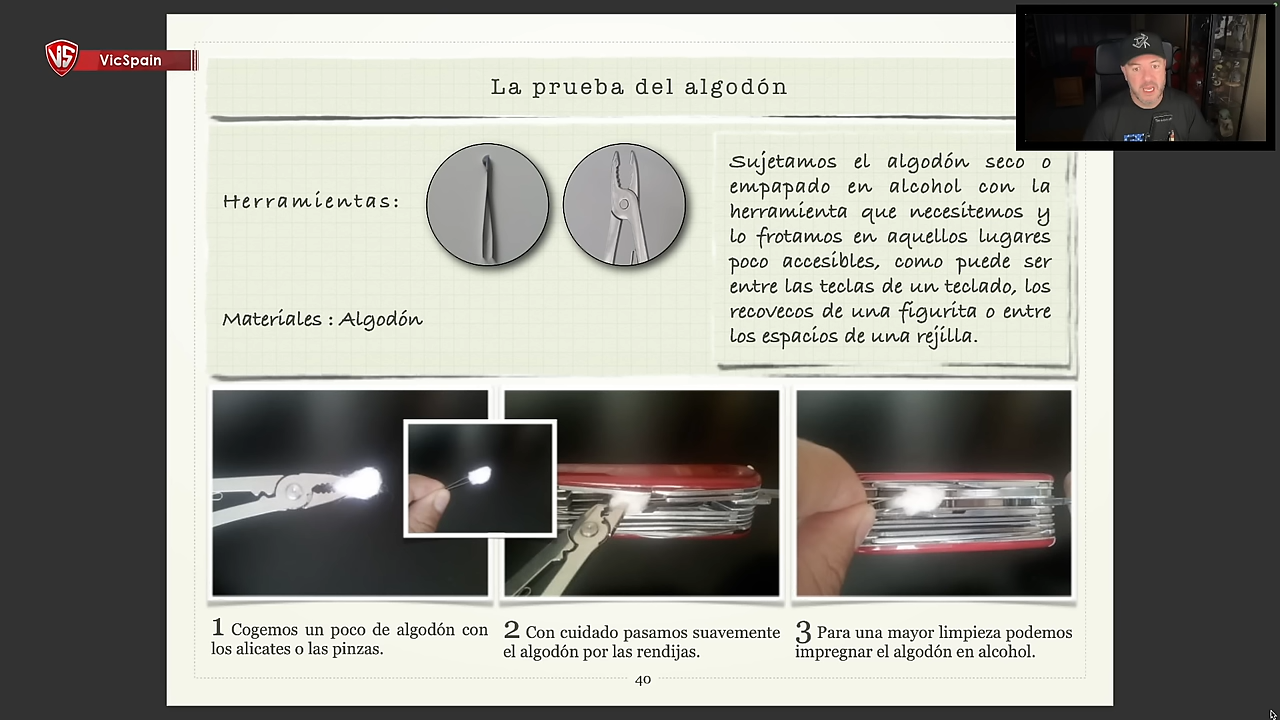 VS VicSpain
La prueba del algodón
Herramientas:
Materiales : Algodón
Sujetamos el algodón seco o
empapado en alcohol con la
herramienta que necesitemos y
lo frotamos en aquellos lugares
poco accesibles, como puede ser
entre las teclas de un teclado, los
recovecos de una figurita o entre
los espacios de una rejilla.
1 Cogemos un poco de algodón con
los alicates o las pinzas.
2 Con cuidado pasamos suavemente
el algodón por las rendijas.
3 Para una mayor limpieza podemos
impregnar el algodón en alcohol.
40